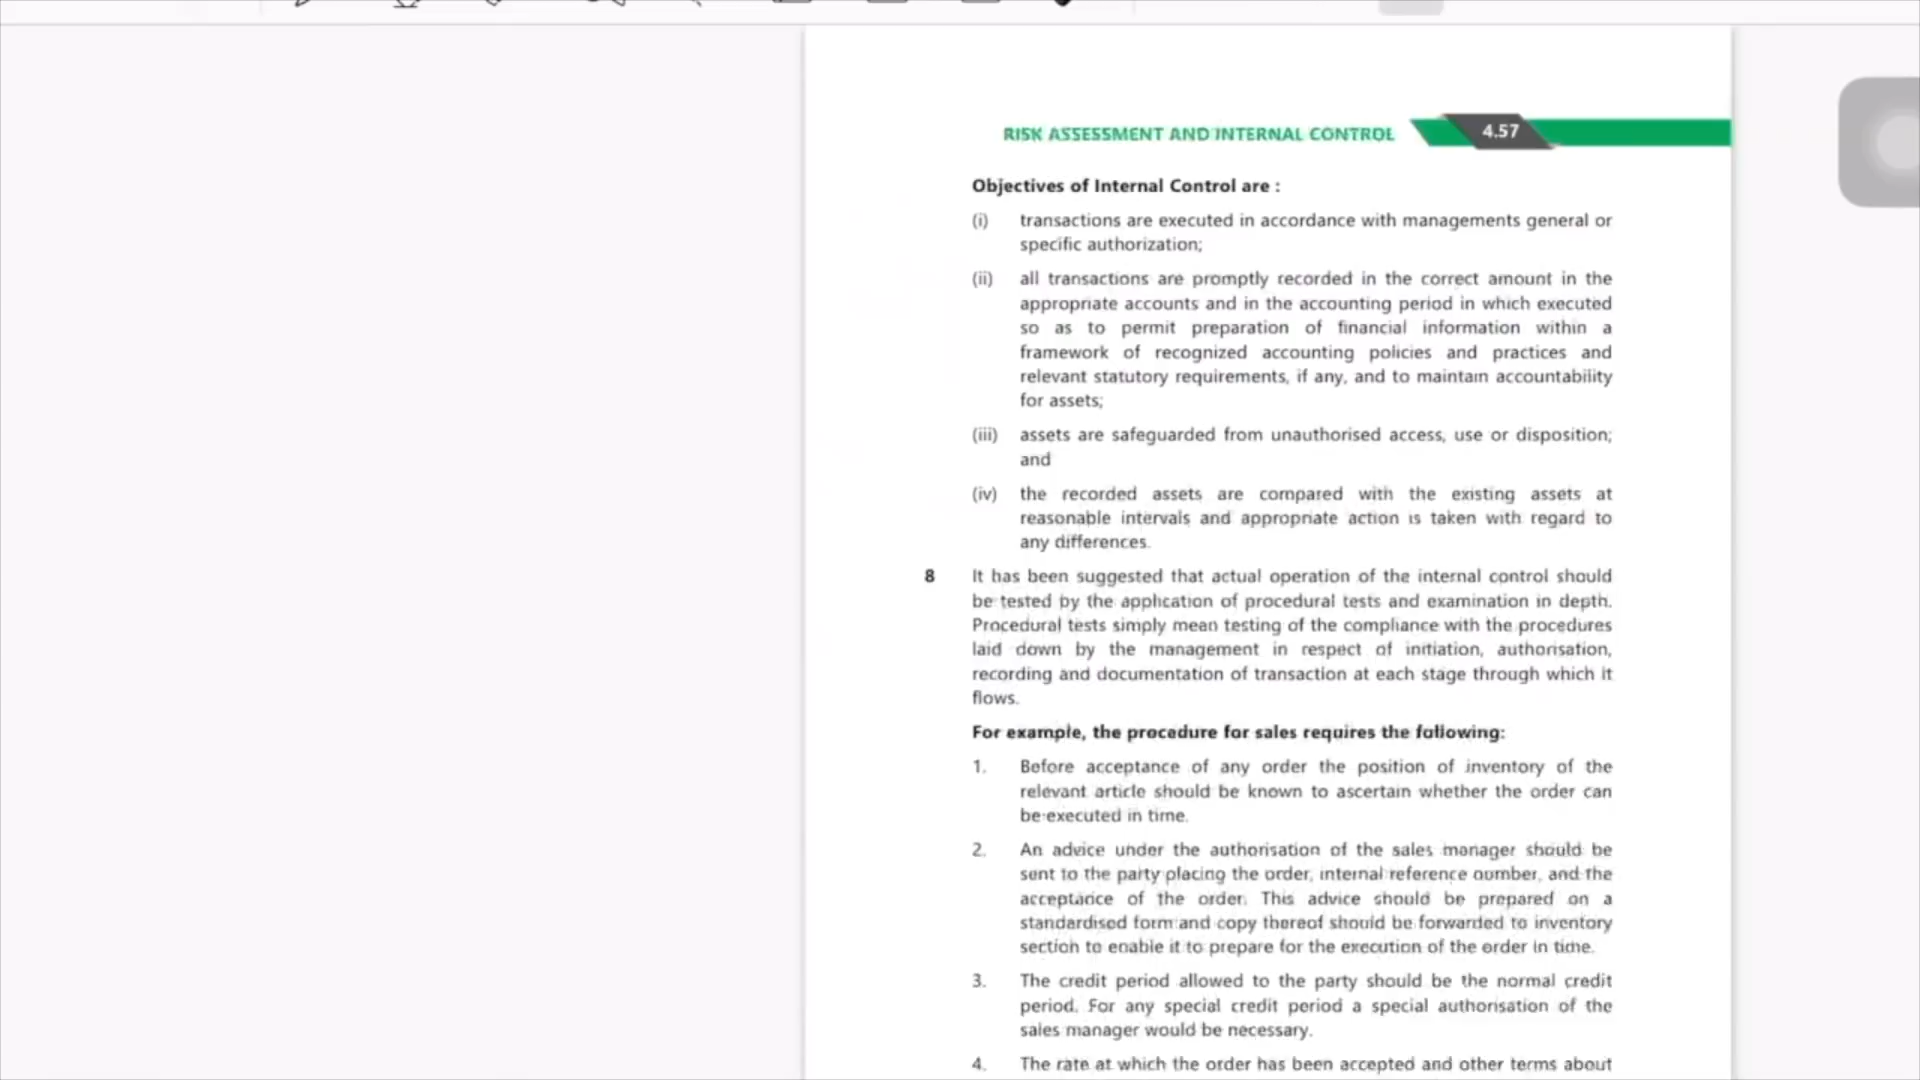 RISK ASSESSMENT AND INTERNAL CONTROL 4.57
Objectives of Internal Control are :
(i) transactions are executed in accordance with managements general or
specific authorization;
(ii) all transactions are promptly recorded in the correct amount in the
appropriate accounts and in the accounting period in which executed
so as to permit preparation of financial information within a
framework of recognized accounting policies and practices and
relevant statutory requirements, if any, and to maintain accountability
for assets;
(iii) assets are safeguarded from unauthorised access, use or disposition;
and
(iv) the recorded assets are compared with the existing assets at
reasonable intervals and appropriate action is taken with regard to
any differences.
8 It has been suggested that actual operation of the internal control should
be tested by the application of procedural tests and examination in depth.
Procedural tests simply mean testing of the compliance with the procedures
laid down by the management in respect of initiation, authorisation,
recording and documentation of transaction at each stage through which it
flows.
For example, the procedure for sales requires the following:
1. Before acceptance of any order the position of inventory of the
relevant article should be known to ascertain whether the order can
be executed in time.
2. An advice under the authorisation of the sales manager should be
sent to the party placing the order, internal reference number, and the
acceptance of the order. This advice should be prepared on a
standardised form and copy thereof should be forwarded to inventory
section to enable it to prepare for the execution of the order in time.
3. The credit period allowed to the party should be the normal credit
period. For any special credit period a special authorisation of the
sales manager would be necessary.
4. The rate at which the order has been accepted and other terms about